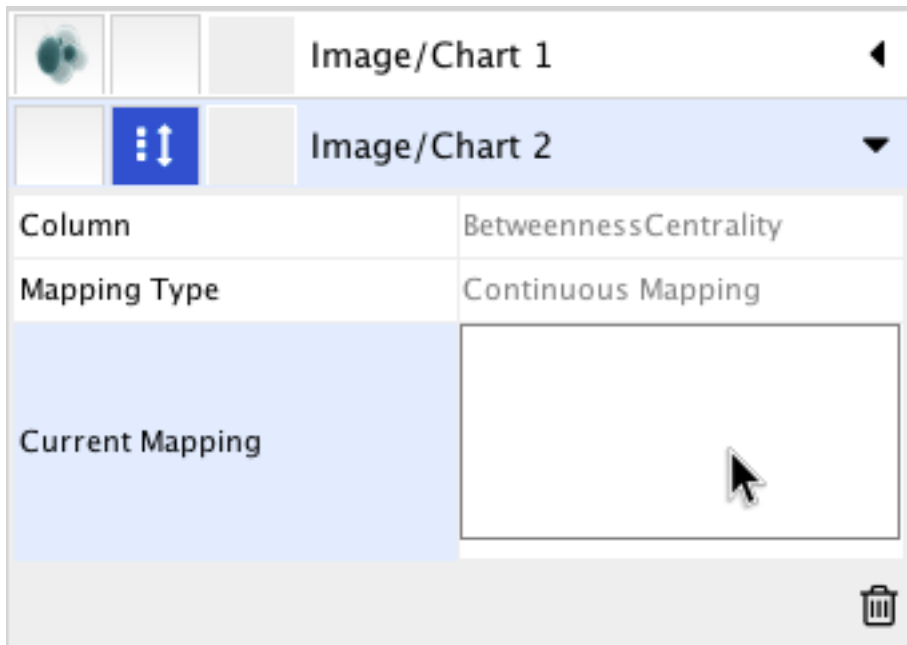 Image/Chart 1
Image/Chart 2
Column BetweennessCentrality
Mapping Type Continuous Mapping
Current Mapping